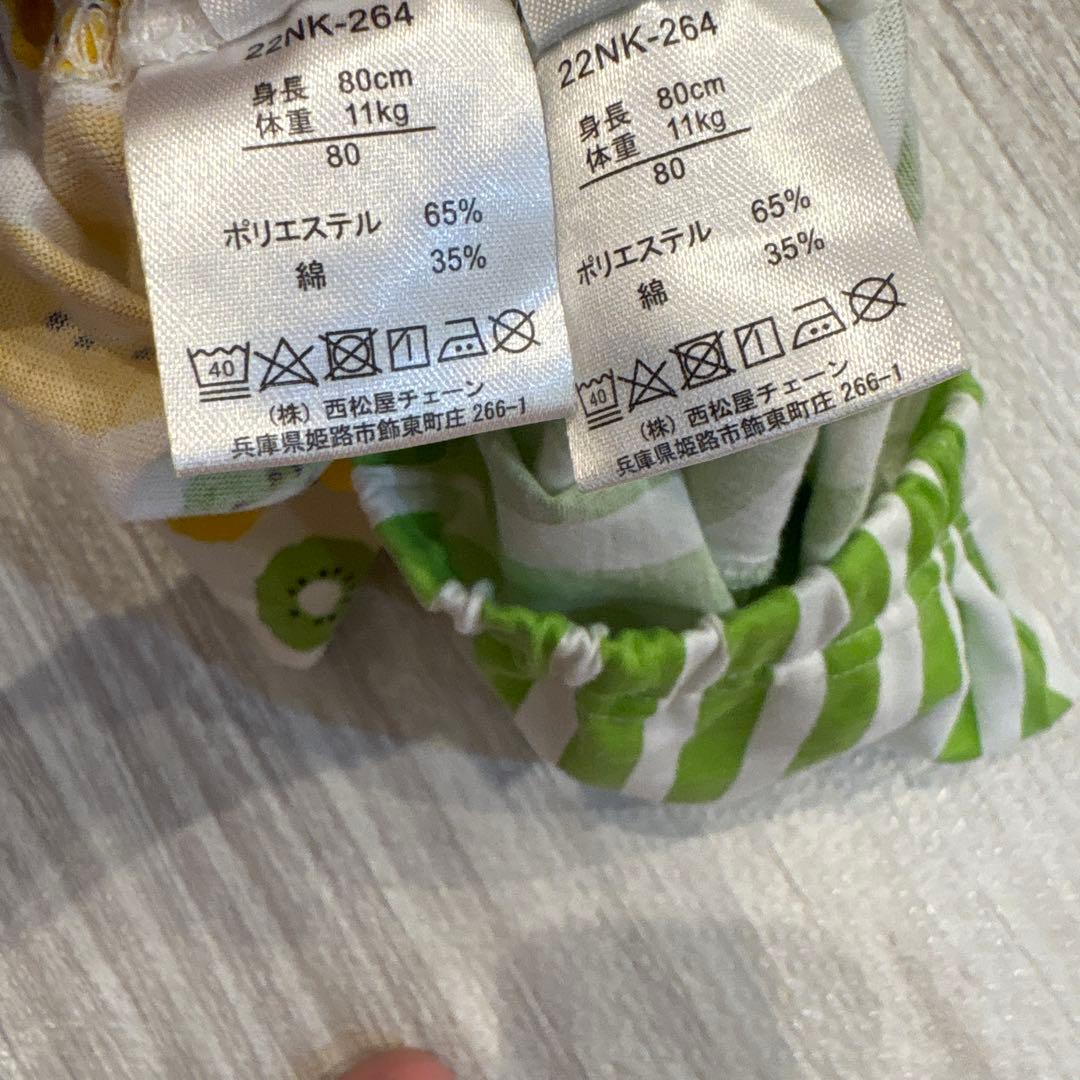 22NK-264
身長 80cm
体重 11kg
80
ポリエステル 65%
綿 35%
40
(株) 西松屋チェーン
兵庫県姫路市飾東町庄 266-1
22NK-264
身長 80cm
体重 11kg
80
ポリエステル 65%
綿 35%
40
(株) 西松屋チェーン
兵庫県姫路市飾東町庄 266-1